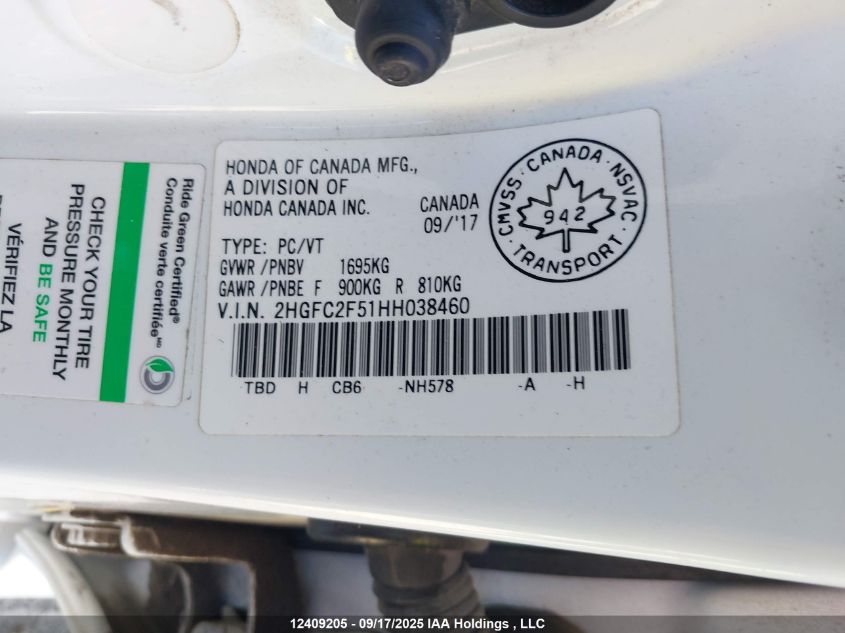 Ride Green Certified®
Conduite verte certifiée MD
CHECK YOUR TIRE
PRESSURE MONTHLY
AND BE SAFE
VÉRIFIEZ LA
HONDA OF CANADA MFG.,
A DIVISION OF
HONDA CANADA INC.
CANADA
09/'17
CMVSS · CANADA · NSVAC
942
TRANSPORT
TYPE: PC/VT
GVWR /PNBV 1695KG
GAWR /PNBE F 900KG R 810KG
V.I.N. 2HGFC2F51HH038460
TBD H CB6 -NH578 -A -H
12409205 - 09/17/2025 IAA Holdings , LLC